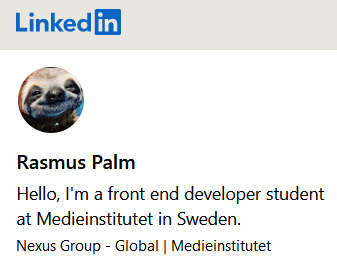 Linkedin
Rasmus Palm
Hello, I'm a front end developer student
at Medieinstitutet in Sweden.
Nexus Group - Global | Medieinstitutet